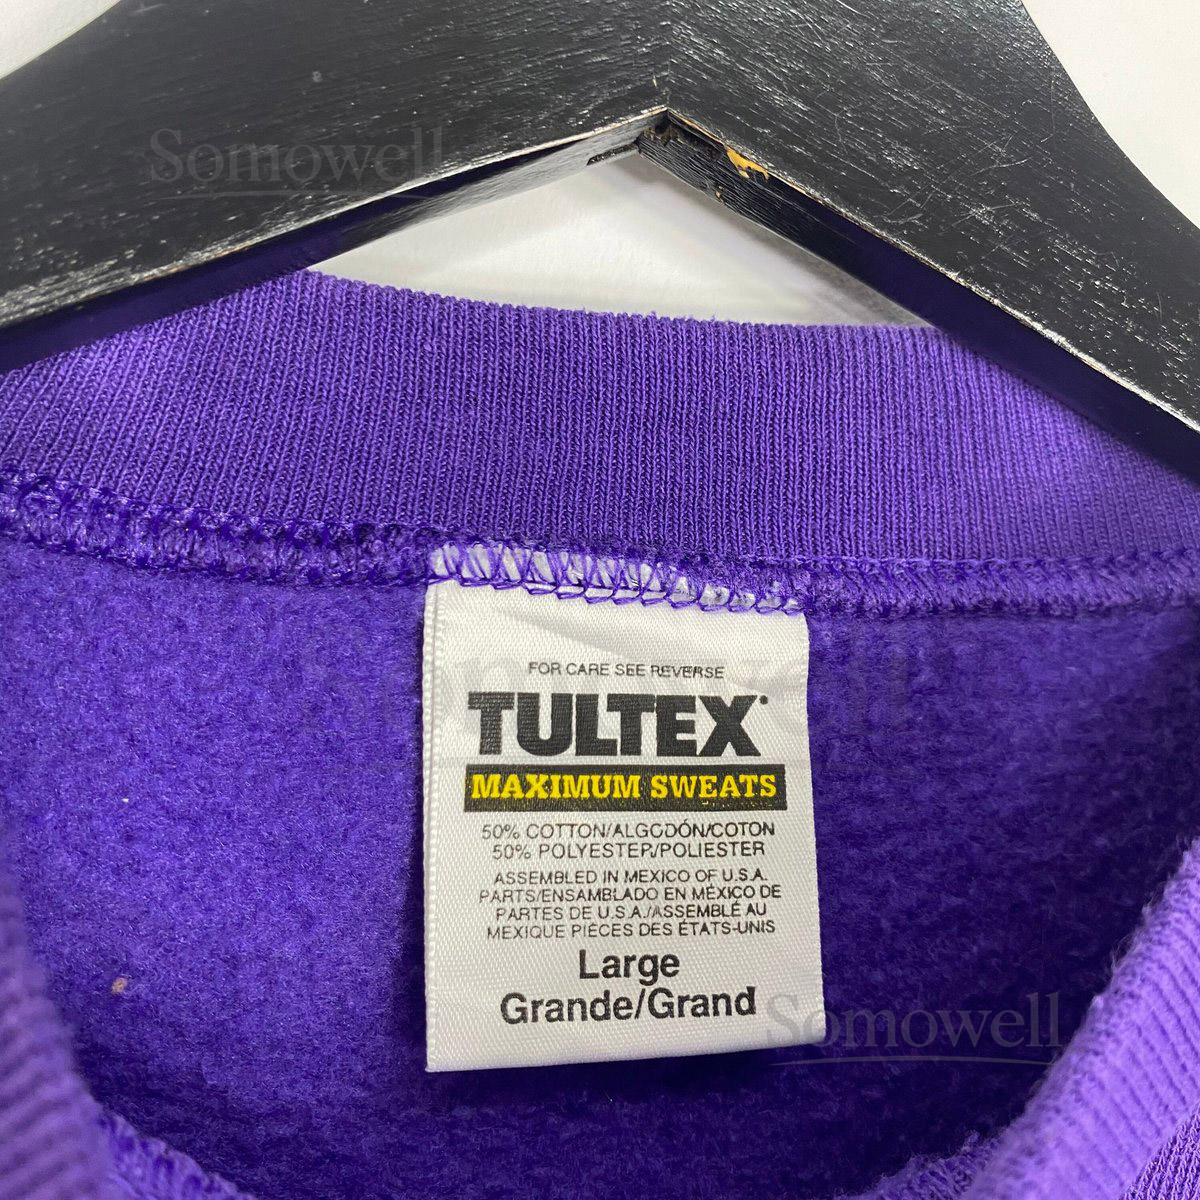 Somowell
FOR CARE SEE REVERSE
TULTEX
MAXIMUM SWEATS
50% COTTON/ALGODÓN/COTON
50% POLYESTER/POLIESTER
ASSEMBLED IN MEXICO OF U.S.A.
PARTS/ENSAMBLADO EN MÉXICO DE
PARTES DE U.S.A./ASSEMBLÉ AU
MEXIQUE PIÈCES DES ÉTATS-UNIS
Large
Grande/Grand
Somowell